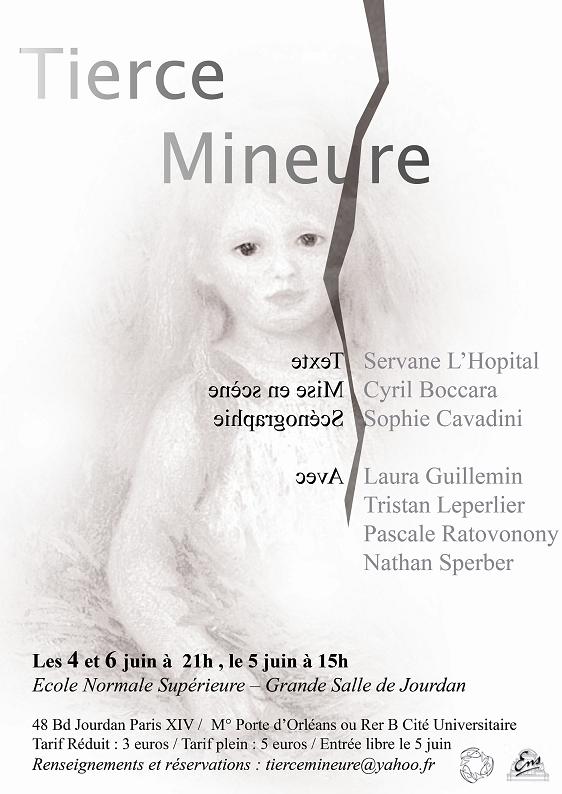 Tierce
Mineure
Texte Servane L'Hopital
Mise en scène Cyril Boccara
Scénographie Sophie Cavadini
Avec Laura Guillemin
Tristan Leperlier
Pascale Ratovonony
Nathan Sperber
Les 4 et 6 juin à 21h , le 5 juin à 15h
Ecole Normale Supérieure – Grande Salle de Jourdan
48 Bd Jourdan Paris XIV / M° Porte d'Orléans ou Rer B Cité Universitaire
Tarif Réduit : 3 euros / Tarif plein : 5 euros / Entrée libre le 5 juin
Renseignements et réservations : tiercemineure@yahoo.fr
Ens